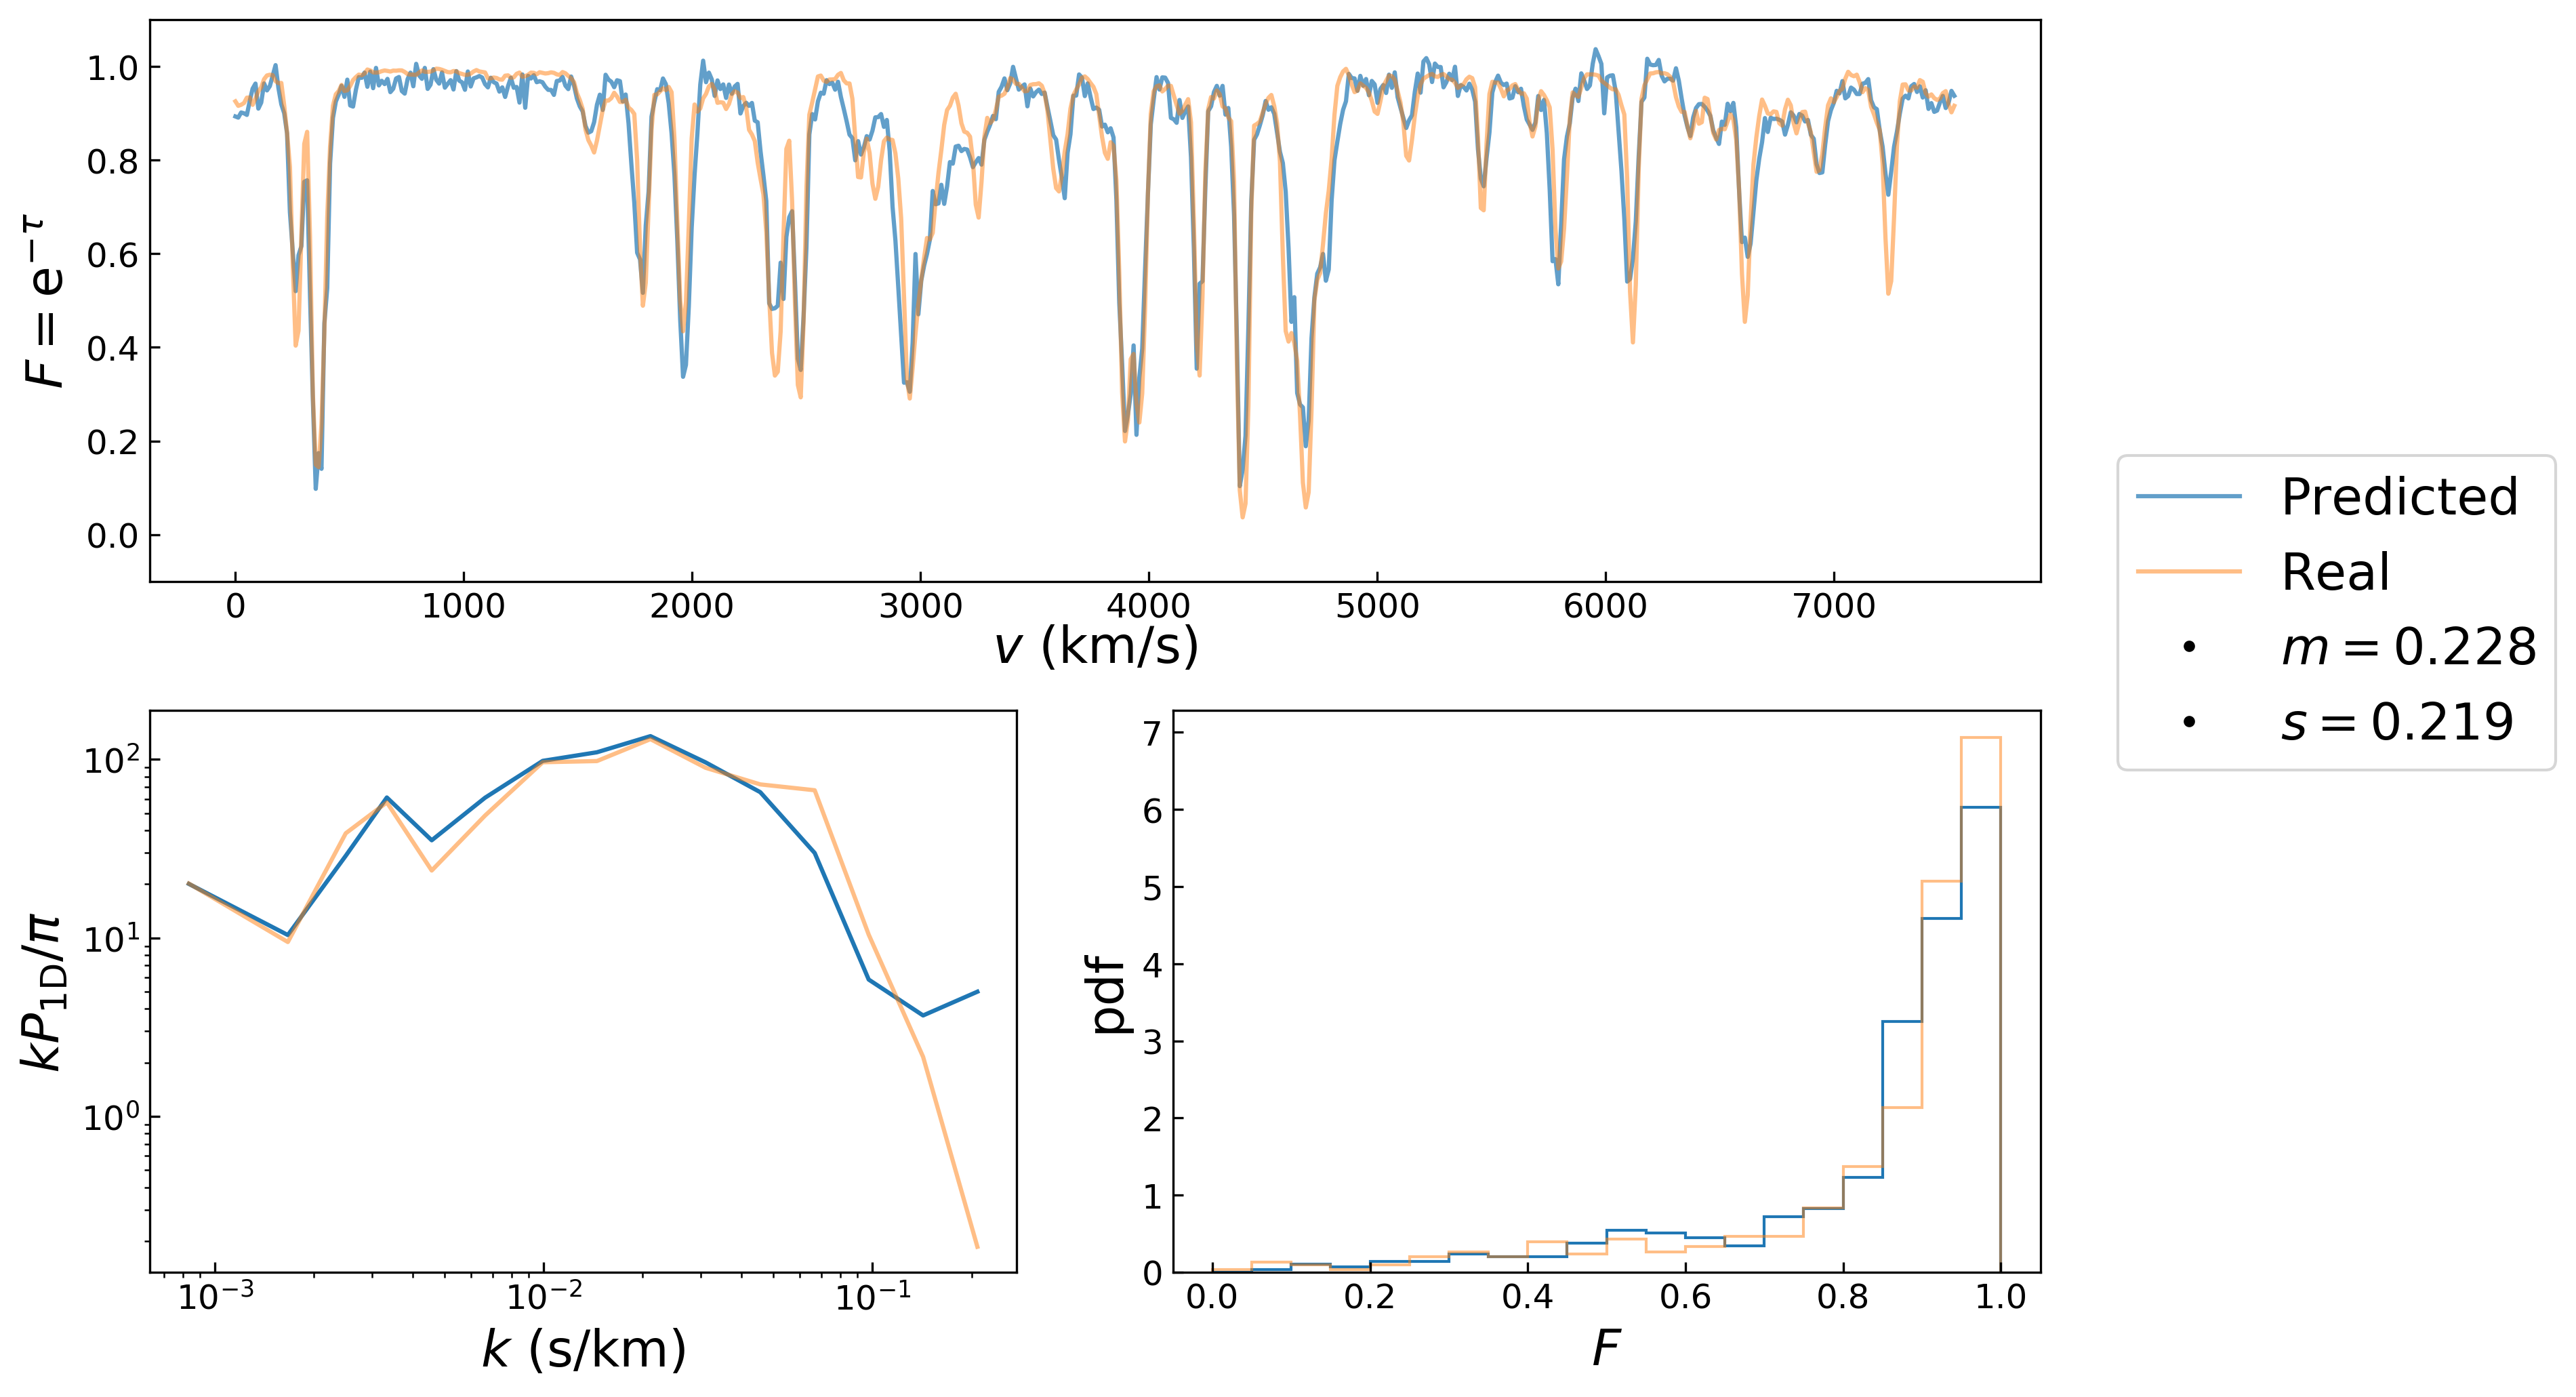 1.0
0.8
0.6
0.4
0.2
0.0
F = e^{−τ}
0 1000 2000 3000 4000 5000 6000 7000
v (km/s)
Predicted
Real
m = 0.228
s = 0.219
10^2
10^1
10^0
kP_{1D}/π
10^{−3} 10^{−2} 10^{−1}
k (s/km)
7
6
5
4
3
2
1
0
pdf
0.0 0.2 0.4 0.6 0.8 1.0
F